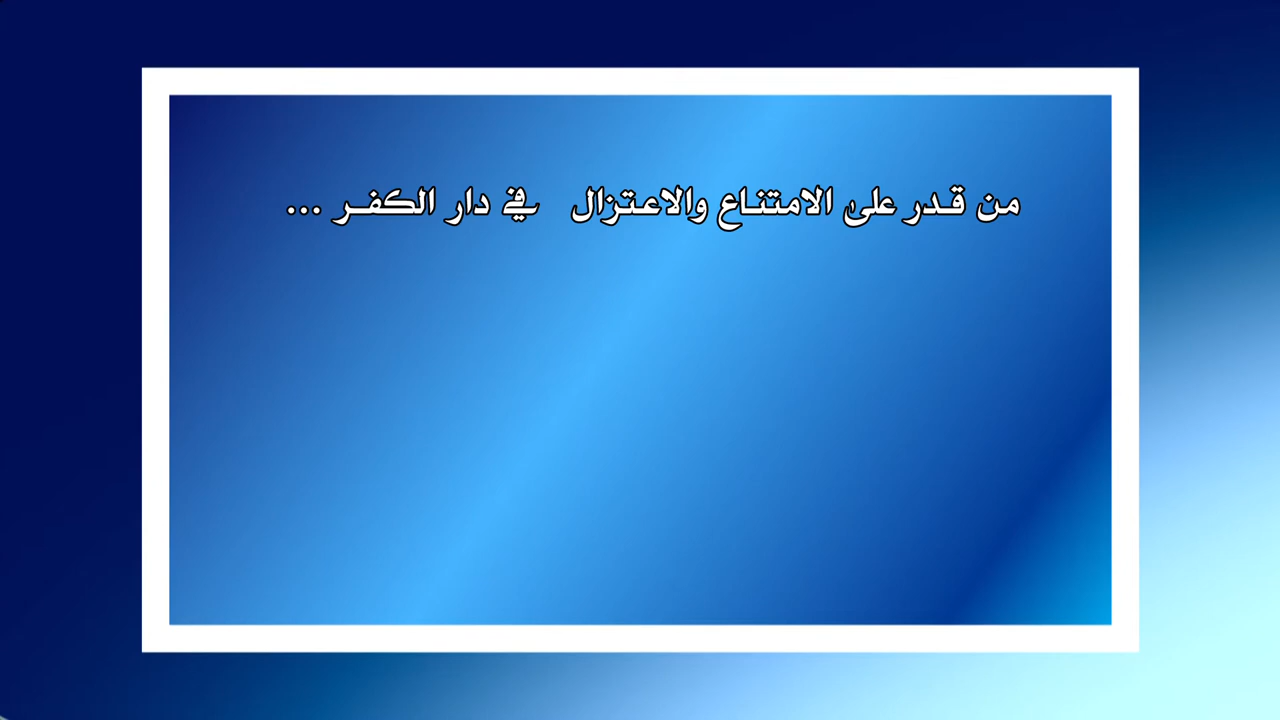 من قدر على الامتناع والاعتزال في دار الكفر ...